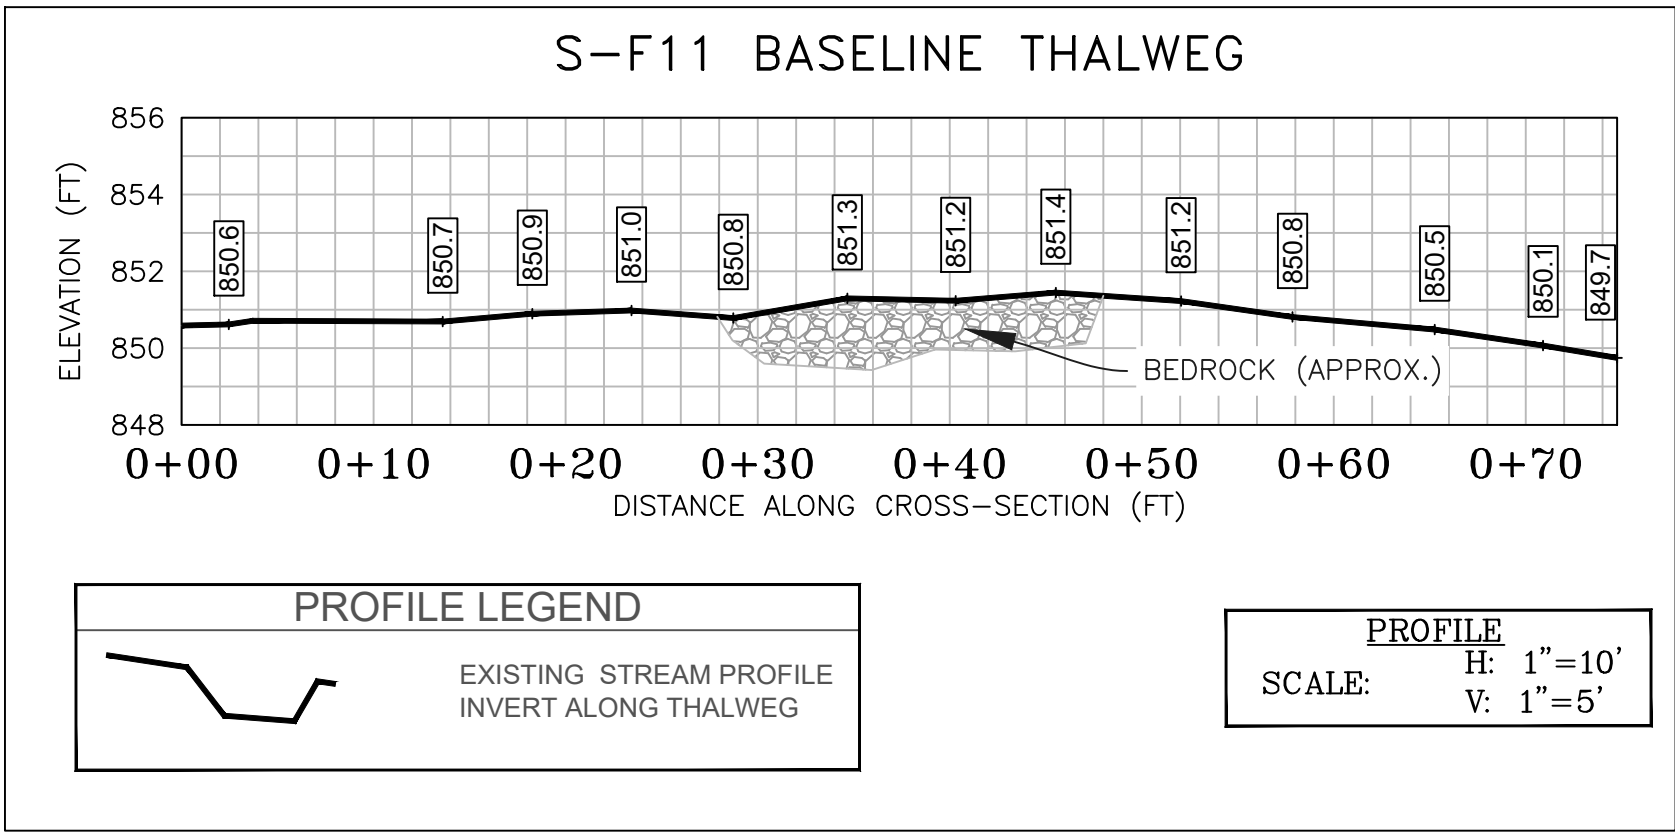 S-F11 BASELINE THALWEG
856
854
852
850
848
ELEVATION (FT)
850.6
850.7
850.9
851.0
850.8
851.3
851.2
851.4
851.2
850.8
850.5
850.1
849.7
BEDROCK (APPROX.)
0+00 0+10 0+20 0+30 0+40 0+50 0+60 0+70
DISTANCE ALONG CROSS-SECTION (FT)
PROFILE LEGEND
EXISTING STREAM PROFILE
INVERT ALONG THALWEG
PROFILE
SCALE:
H: 1"=10'
V: 1"=5'